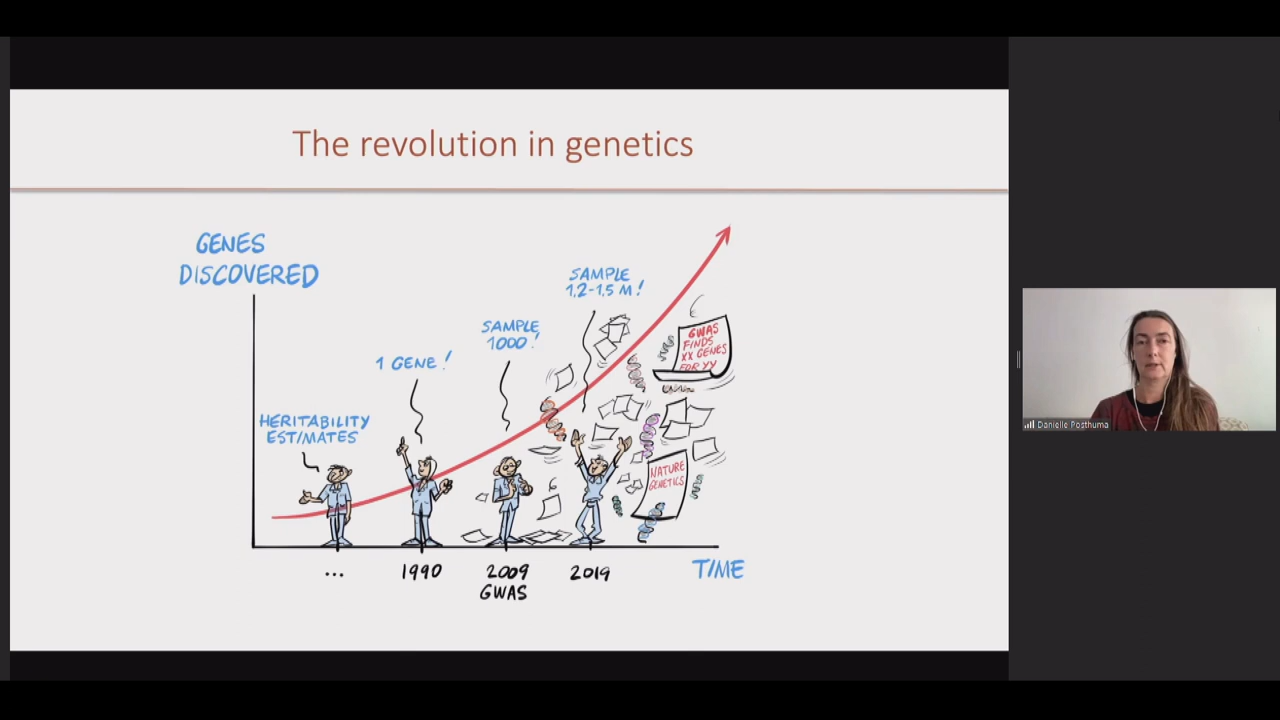 The revolution in genetics
GENES
DISCOVERED
SAMPLE
1,2-1,5 M!
SAMPLE
1000!
1 GENE!
HERITABILITY
ESTIMATES
GWAS
FINDS
XX GENES
FOR YY
NATURE
GENETICS
...
1990
2009
GWAS
2019
TIME
Danielle Posthuma